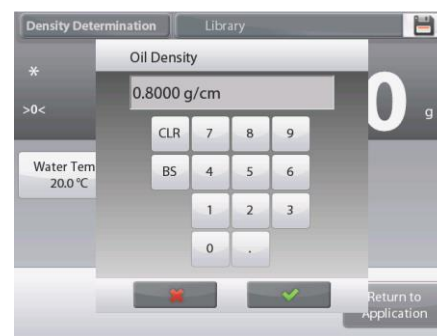 Density Determination Library
Oil Density
*
0.8000 g/cm
>0<
0 g
CLR 7 8 9
Water Tem
20.0 °C
BS 4 5 6
1 2 3
0 .
Return to
Application